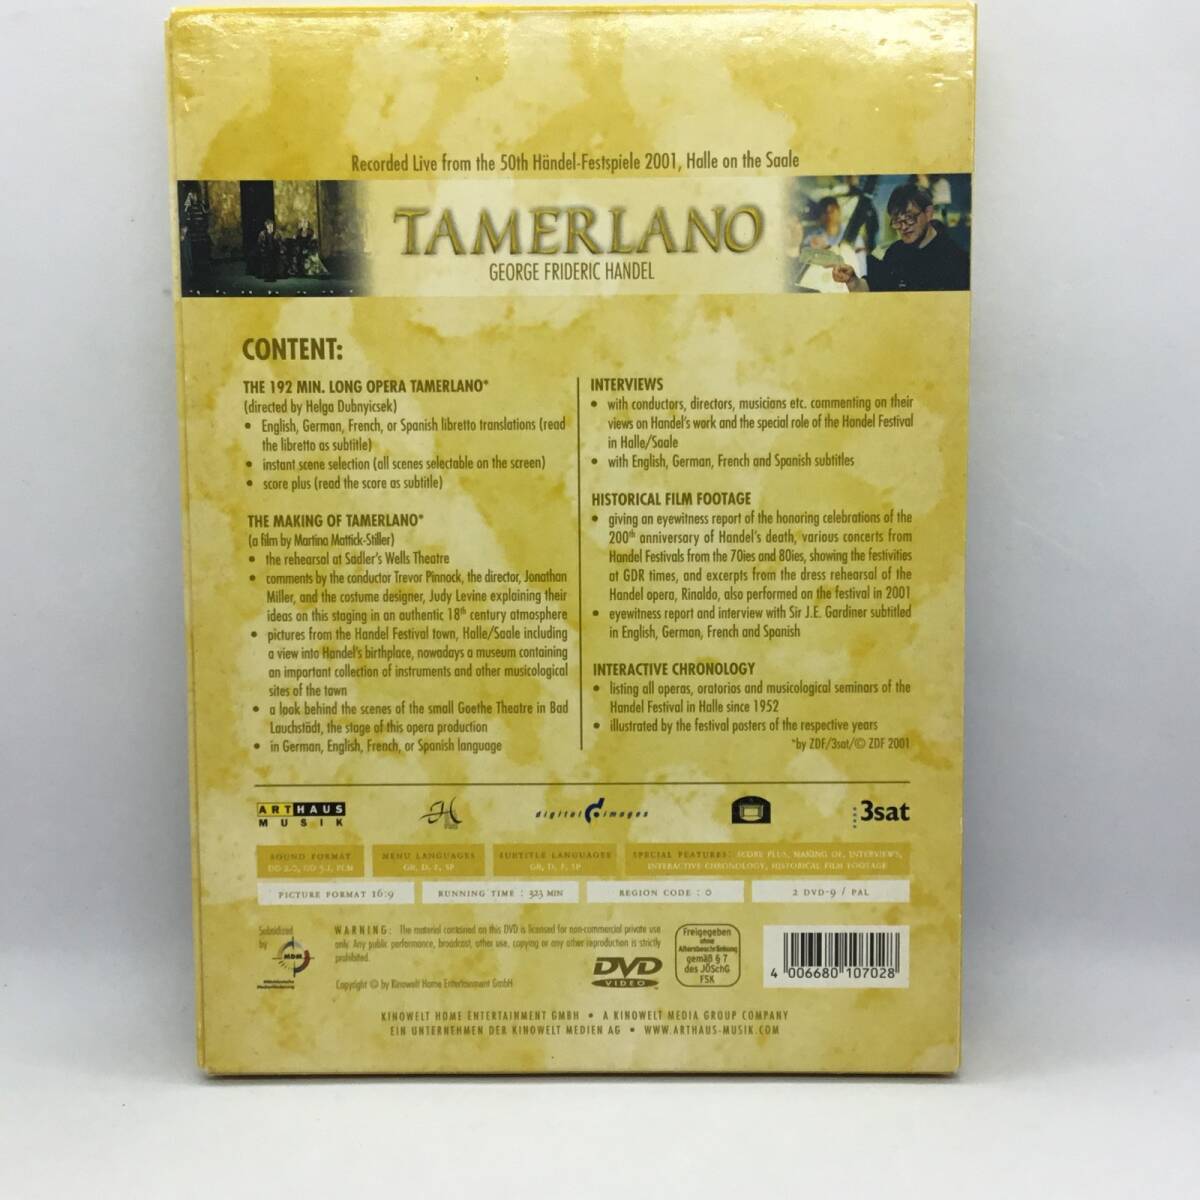 Recorded Live from the 50th Händel-Festspiele 2001, Halle on the Saale
TAMERLANO
GEORGE FRIDERIC HANDEL
CONTENT:
THE 192 MIN. LONG OPERA TAMERLANO*
(directed by Helga Dubnyicsek)
• English, German, French, or Spanish libretto translations (read
the libretto as subtitle)
• instant scene selection (all scenes selectable on the screen)
• score plus (read the score as subtitle)
THE MAKING OF TAMERLANO*
(a film by Martina Mattick-Stiller)
• the rehearsal at Sadler's Wells Theatre
• comments by the conductor Trevor Pinnock, the director, Jonathan
Miller, and the costume designer, Judy Levine explaining their
ideas on this staging in an authentic 18th century atmosphere
• pictures from the Handel Festival town, Halle/Saale including
a view into Handel's birthplace, nowadays a museum containing
an important collection of instruments and other musicological
sites of the town
• a look behind the scenes of the small Goethe Theatre in Bad
Lauchstädt, the stage of this opera production
• in German, English, French, or Spanish language
INTERVIEWS
• with conductors, directors, musicians etc. commenting on their
views on Handel's work and the special role of the Handel Festival
in Halle/Saale
• with English, German, French and Spanish subtitles
HISTORICAL FILM FOOTAGE
• giving an eyewitness report of the honoring celebrations of the
200th anniversary of Handel's death, various concerts from
Handel Festivals from the 70ies and 80ies, showing the festivities
at GDR times, and excerpts from the dress rehearsal of the
Handel opera, Rinaldo, also performed on the festival in 2001
• eyewitness report and interview with Sir J.E. Gardiner subtitled
in English, German, French and Spanish
INTERACTIVE CHRONOLOGY
• listing all operas, oratorios and musicological seminars of the
Handel Festival in Halle since 1952
• illustrated by the festival posters of the respective years
*by ZDF/3sat/© ZDF 2001
ARTHAUS
MUSIK
digital d images
3sat
SOUND FORMAT
DD 2.0, DD 5.1, PCM
MENU LANGUAGES
GB, D, F, SP
SUBTITLE LANGUAGES
GB, D, F, SP
SPECIAL FEATURES: SCORE PLUS, MAKING OF, INTERVIEWS,
INTERACTIVE CHRONOLOGY, HISTORICAL FILM FOOTAGE
PICTURE FORMAT 16:9
RUNNING TIME : 323 MIN
REGION CODE : 0
2 DVD-9 / PAL
Subsidized
by
MDM
Mitteldeutsche
Medienförderung
WARNING: The material contained on this DVD is licensed for non-commercial private use
only. Any public performance, broadcast, other use, copying or any other reproduction is strictly
prohibited.
Copyright © by Kinowelt Home Entertainment GmbH
DVD
VIDEO
Freigegeben
ohne
Altersbeschränkung
gemäß § 7
des JÖSchG
FSK
4 006680 107028
KINOWELT HOME ENTERTAINMENT GMBH • A KINOWELT MEDIA GROUP COMPANY
EIN UNTERNEHMEN DER KINOWELT MEDIEN AG • WWW.ARTHAUS-MUSIK.COM